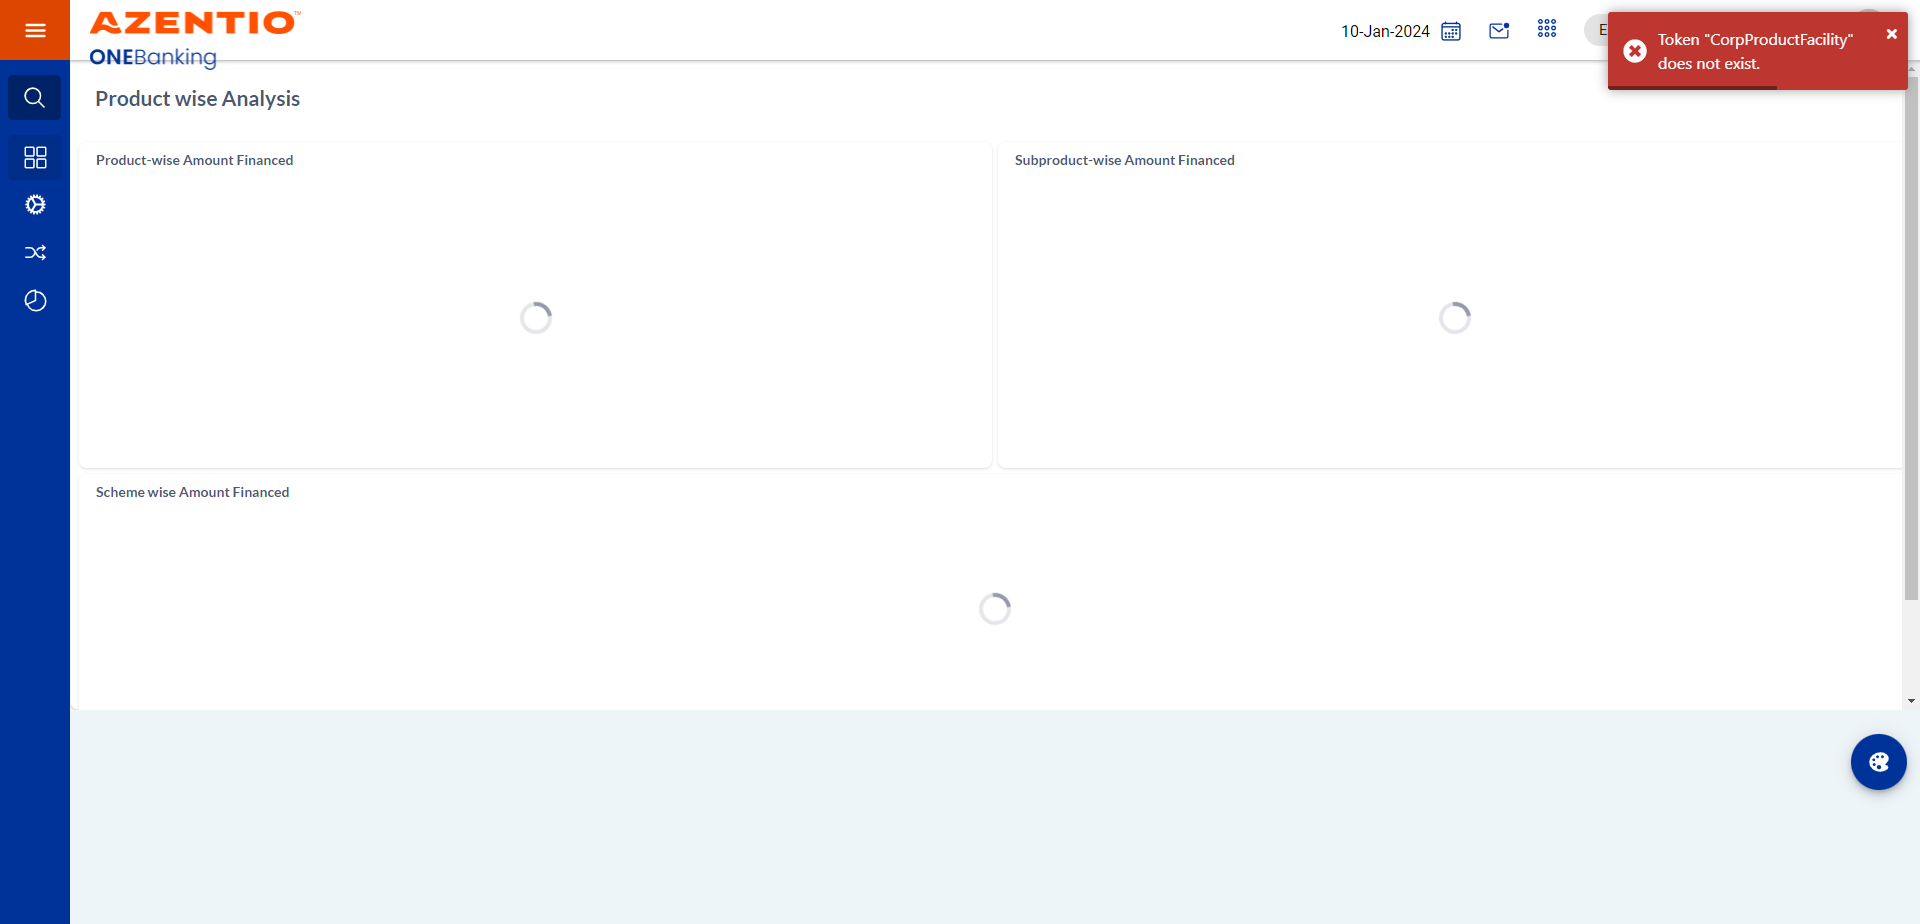 AZENTIO™
ONEBanking
10-Jan-2024
E
Token "CorpProductFacility"
does not exist.
Product wise Analysis
Product-wise Amount Financed
Subproduct-wise Amount Financed
Scheme wise Amount Financed